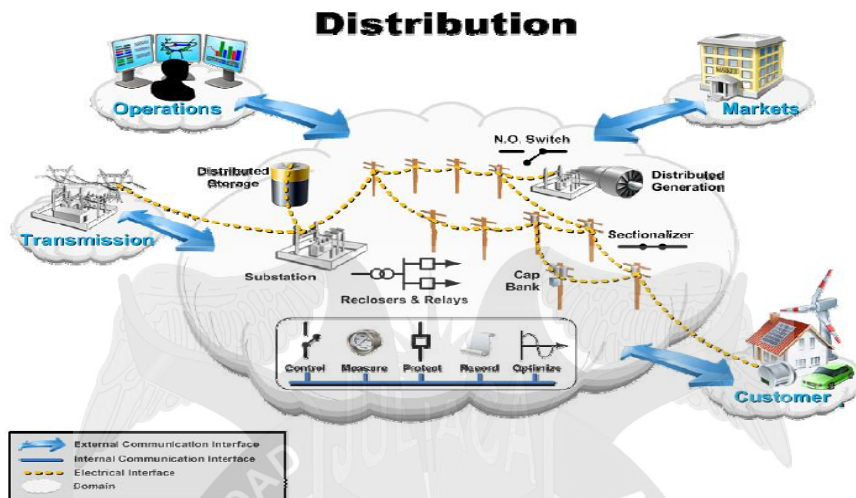 Distribution
Operations
Markets
N.O. Switch
Distributed
Storage
Distributed
Generation
Transmission
Sectionalizer
Substation
Cap
Bank
Reclosers & Relays
Control
Measure
Protect
Record
Optimize
Customer
External Communication Interface
Internal Communication Interface
Electrical Interface
Domain
JULIACA